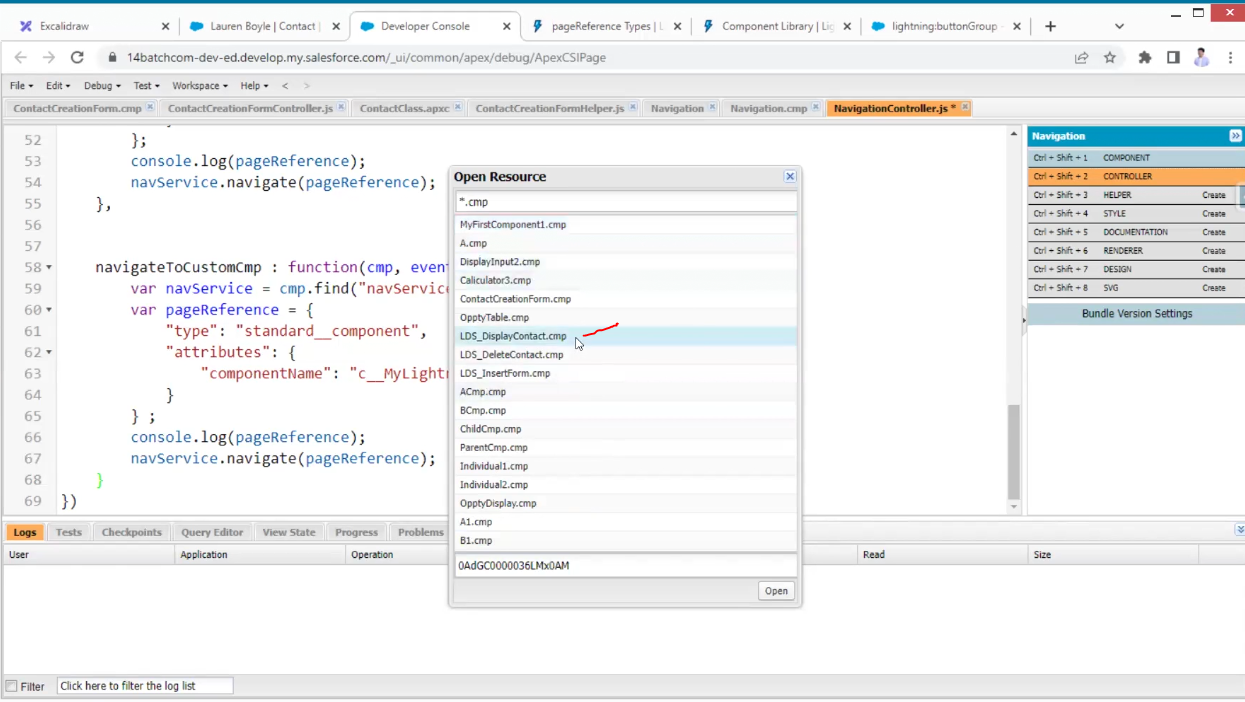 Excalidraw
Lauren Boyle | Contact |
Developer Console
pageReference Types | L
Component Library | Lig
lightning:buttonGroup -
14batchcom-dev-ed.develop.my.salesforce.com/_ui/common/apex/debug/ApexCSIPage
File Edit Debug Test Workspace Help < >
ContactCreationForm.cmp ContactCreationFormController.js ContactClass.apxc ContactCreationFormHelper.js Navigation Navigation.cmp NavigationController.js *
52 };
53 console.log(pageReference);
54 navService.navigate(pageReference);
55 },
56
57
58 navigateToCustomCmp : function(cmp, even
59 var navService = cmp.find("navServic
60 var pageReference = {
61 "type": "standard__component",
62 "attributes": {
63 "componentName": "c__MyLight
64 }
65 } ;
66 console.log(pageReference);
67 navService.navigate(pageReference);
68 }
69 })
Open Resource
*.cmp
MyFirstComponent1.cmp
A.cmp
DisplayInput2.cmp
Caliculator3.cmp
ContactCreationForm.cmp
OpptyTable.cmp
LDS_DisplayContact.cmp
LDS_DeleteContact.cmp
LDS_InsertForm.cmp
ACmp.cmp
BCmp.cmp
ChildCmp.cmp
ParentCmp.cmp
Individual1.cmp
Individual2.cmp
OpptyDisplay.cmp
A1.cmp
B1.cmp
0AdGC0000036LMx0AM
Open
Navigation
Ctrl + Shift + 1 COMPONENT
Ctrl + Shift + 2 CONTROLLER
Ctrl + Shift + 3 HELPER Create
Ctrl + Shift + 4 STYLE Create
Ctrl + Shift + 5 DOCUMENTATION Create
Ctrl + Shift + 6 RENDERER Create
Ctrl + Shift + 7 DESIGN Create
Ctrl + Shift + 8 SVG Create
Bundle Version Settings
Logs Tests Checkpoints Query Editor View State Progress Problems
User Application Operation Read Size
Filter Click here to filter the log list